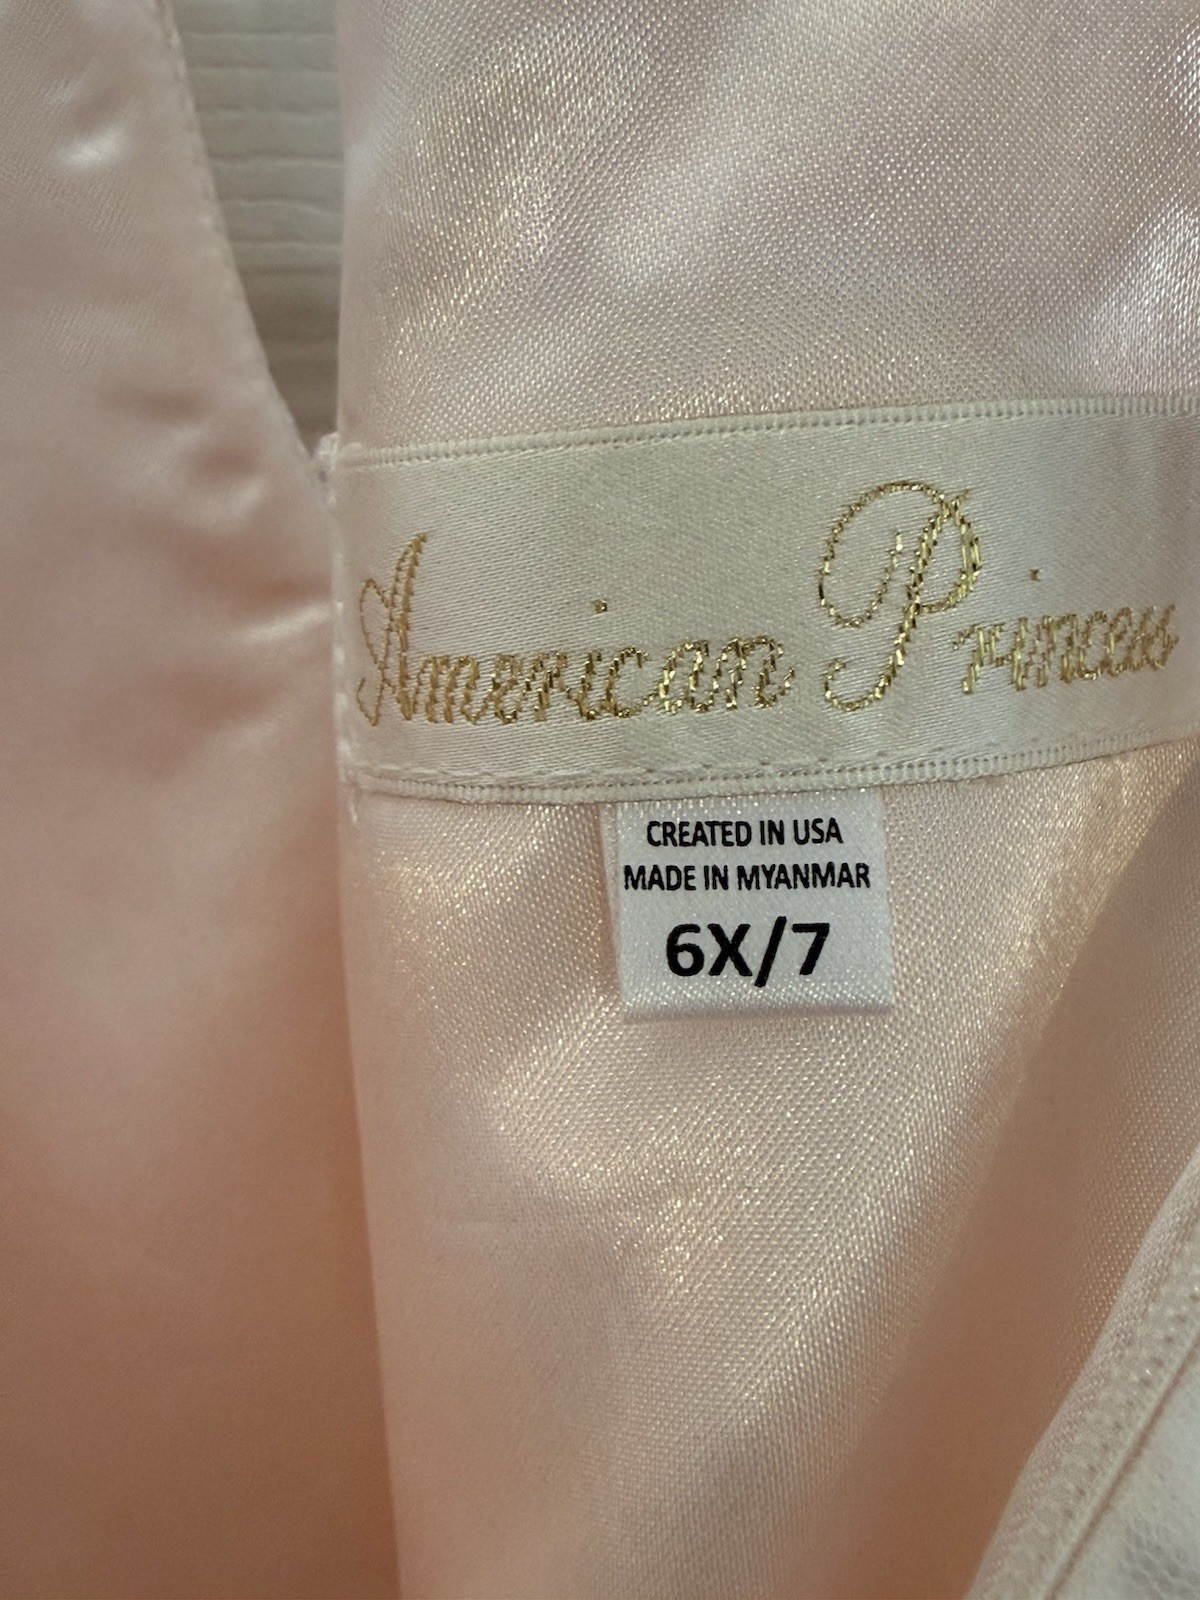 American Princess
CREATED IN USA
MADE IN MYANMAR
6X/7